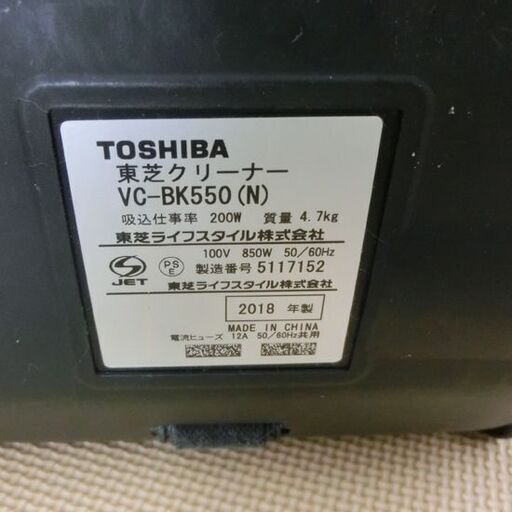 TOSHIBA
東芝クリーナー
VC-BK550(N)
吸込仕事率 200W 質量 4.7kg
東芝ライフスタイル株式会社
100V 850W 50/60Hz
S JET PS E 製造番号 5117152
東芝ライフスタイル株式会社
2018 年製
MADE IN CHINA
電流ヒューズ 12A 50/60Hz共用